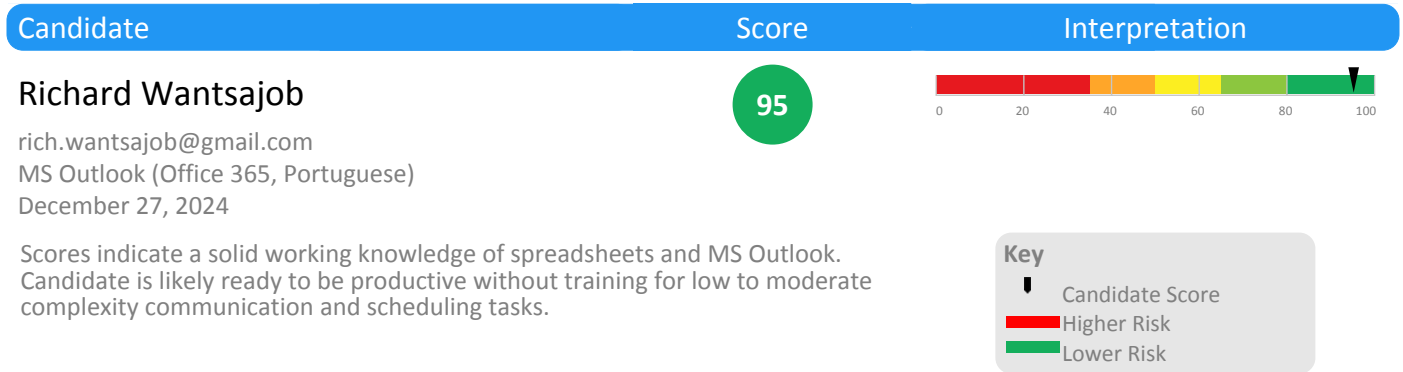 Candidate Score Interpretation
Richard Wantsajob
95
0 20 40 60 80 100
rich.wantsajob@gmail.com
MS Outlook (Office 365, Portuguese)
December 27, 2024
Scores indicate a solid working knowledge of spreadsheets and MS Outlook.
Candidate is likely ready to be productive without training for low to moderate
complexity communication and scheduling tasks.
Key
Candidate Score
Higher Risk
Lower Risk